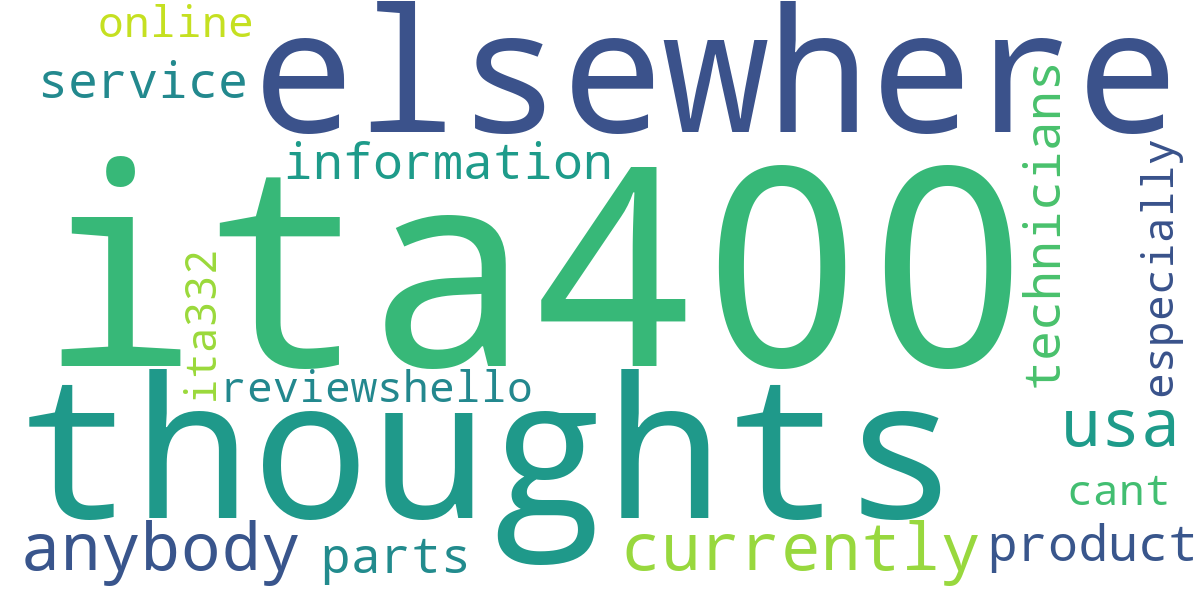 online
elsewhere
service
technicians
information
especially
ita400
ita332
reviewshello
thoughts
usa
cant
anybody
parts
currently
product